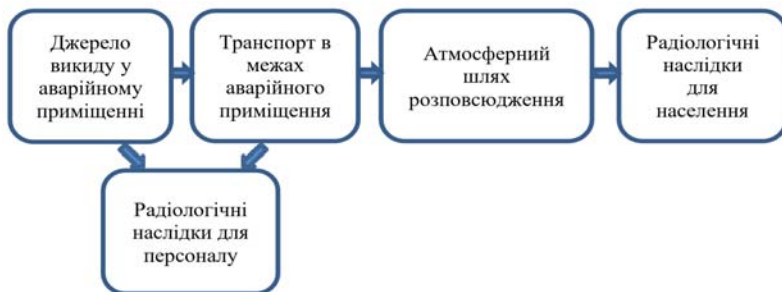 Джерело
викиду у
аварійному
приміщенні
Транспорт в
межах
аварійного
приміщення
Атмосферний
шлях
розповсюдження
Радіологічні
наслідки
для
населення
Радіологічні
наслідки для
персоналу